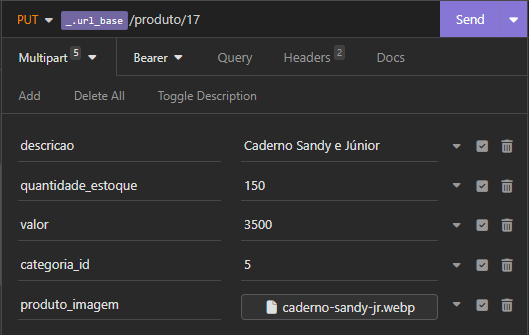 PUT _.url_base /produto/17 Send
Multipart 5 Bearer Query Headers 2 Docs
Add Delete All Toggle Description
descricao Caderno Sandy e Júnior
quantidade_estoque 150
valor 3500
categoria_id 5
produto_imagem caderno-sandy-jr.webp